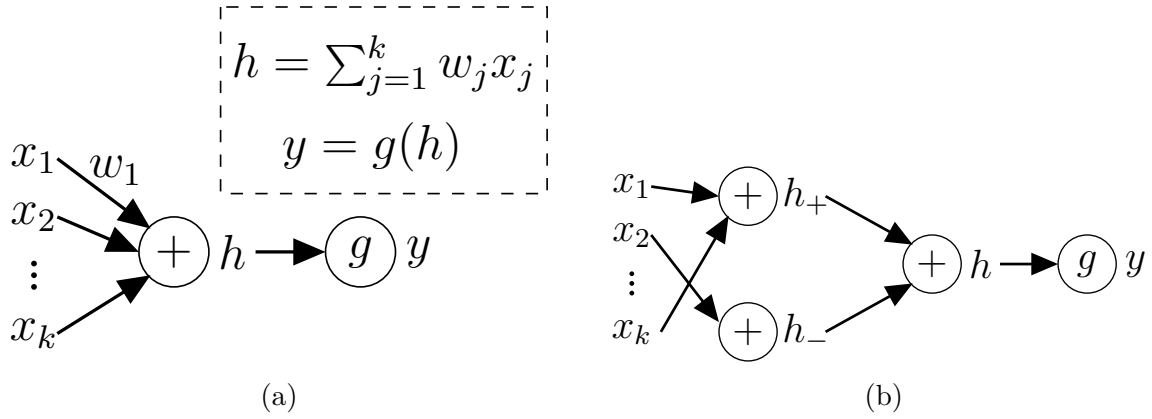 h = ∑_{j=1}^{k} w_j x_j
y = g(h)
x_1
w_1
x_2
⋮
x_k
+
h
g
y
(a)
x_1
x_2
⋮
x_k
+
h_+
+
h_−
+
h
g
y
(b)